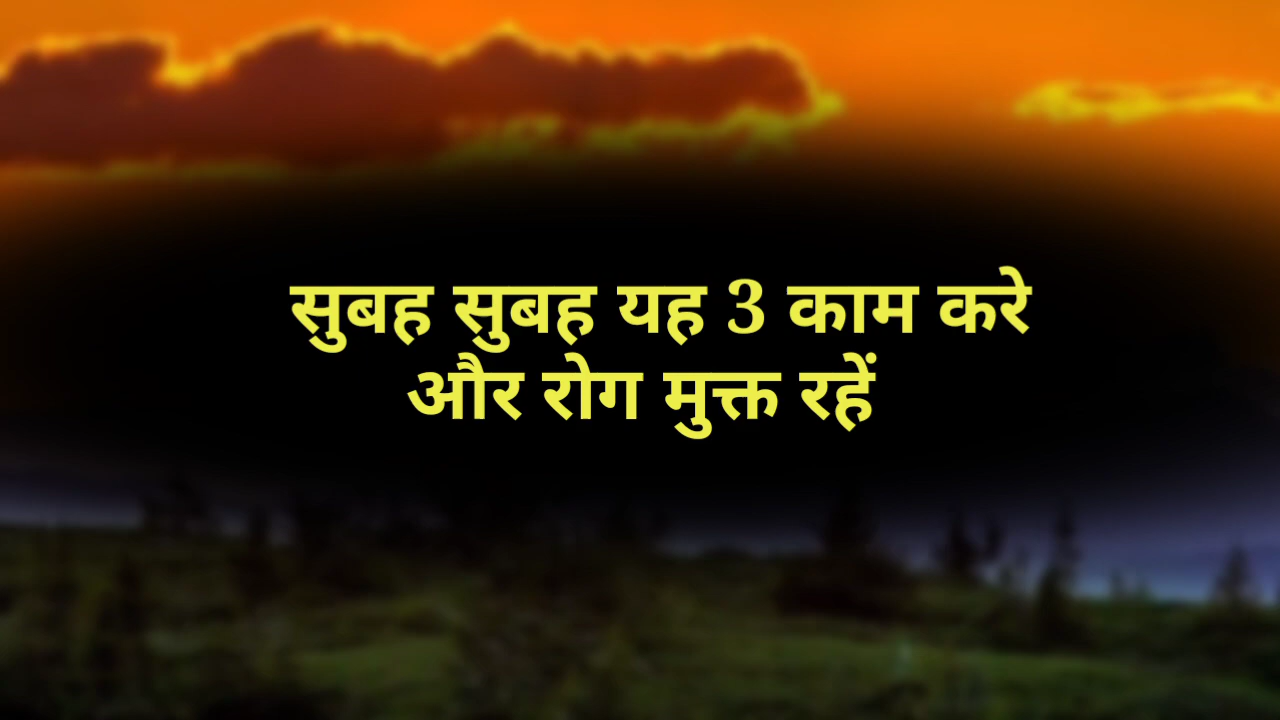 सुबह सुबह यह 3 काम करे
और रोग मुक्त रहें